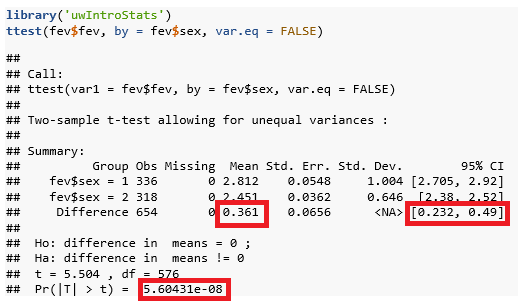 library('uwIntroStats')
ttest(fev$fev, by = fev$sex, var.eq = FALSE)
##
## Call:
## ttest(var1 = fev$fev, by = fev$sex, var.eq = FALSE)
##
## Two-sample t-test allowing for unequal variances :
##
## Summary:
## Group Obs Missing Mean Std. Err. Std. Dev. 95% CI
## fev$sex = 1 336 0 2.812 0.0548 1.004 [2.705, 2.92]
## fev$sex = 2 318 0 2.451 0.0362 0.646 [2.38, 2.52]
## Difference 654 0 0.361 0.0656 <NA> [0.232, 0.49]
##
## Ho: difference in means = 0 ;
## Ha: difference in means != 0
## t = 5.504 , df = 576
## Pr(|T| > t) = 5.60431e-08